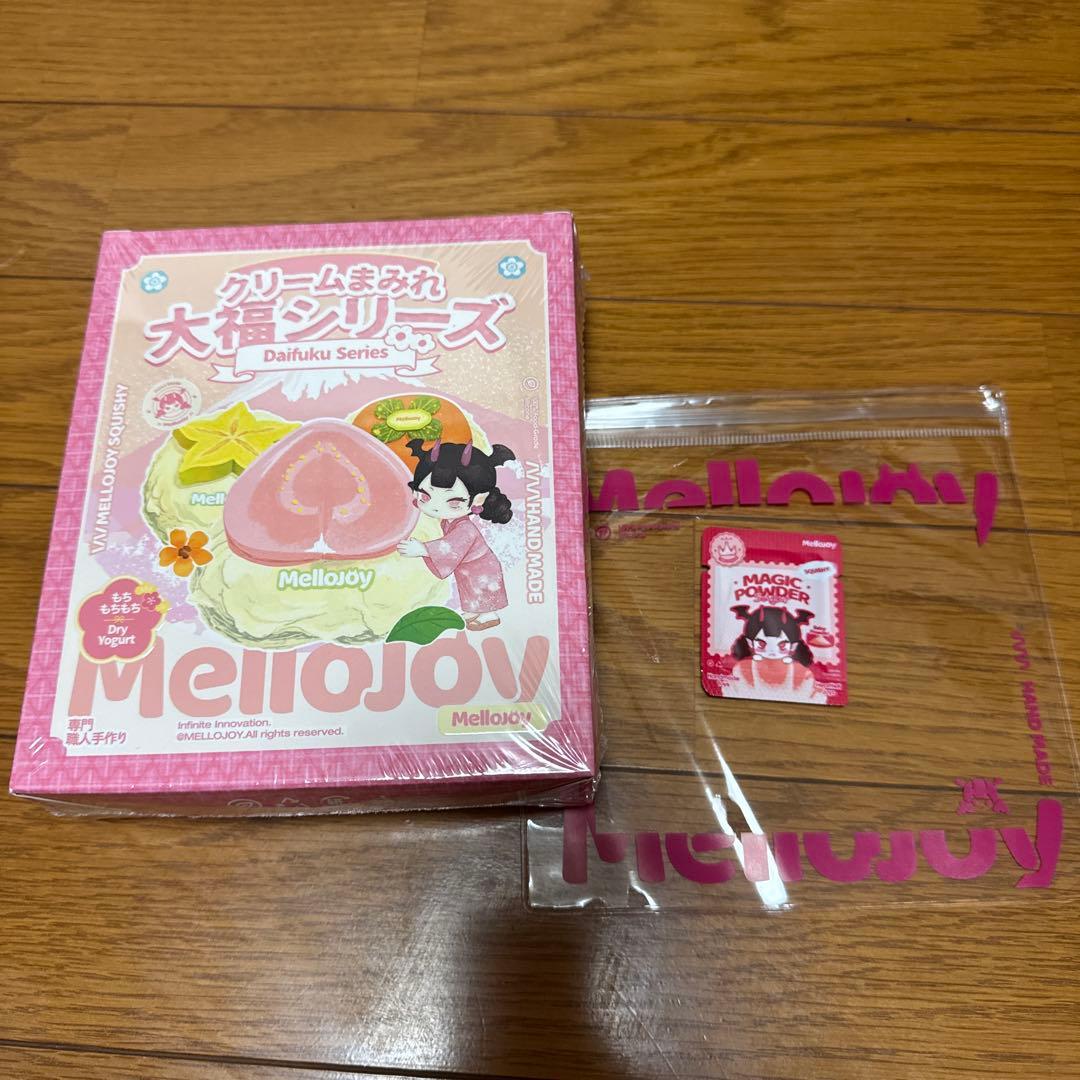 クリームまみれ
大福シリーズ
Daifuku Series
MELLOJOY SQUISHY
HAND MADE
Mellojoy
Mellojoy
もち
もちもち
Dry
Yogurt
Mellojoy
Mellojoy
専門
職人手作り
Infinite Innovation.
@MELLOJOY.All rights reserved.
Mellojoy
Mellojoy
SQUISHY
MAGIC
POWDER
HAND MADE
Mellojoy